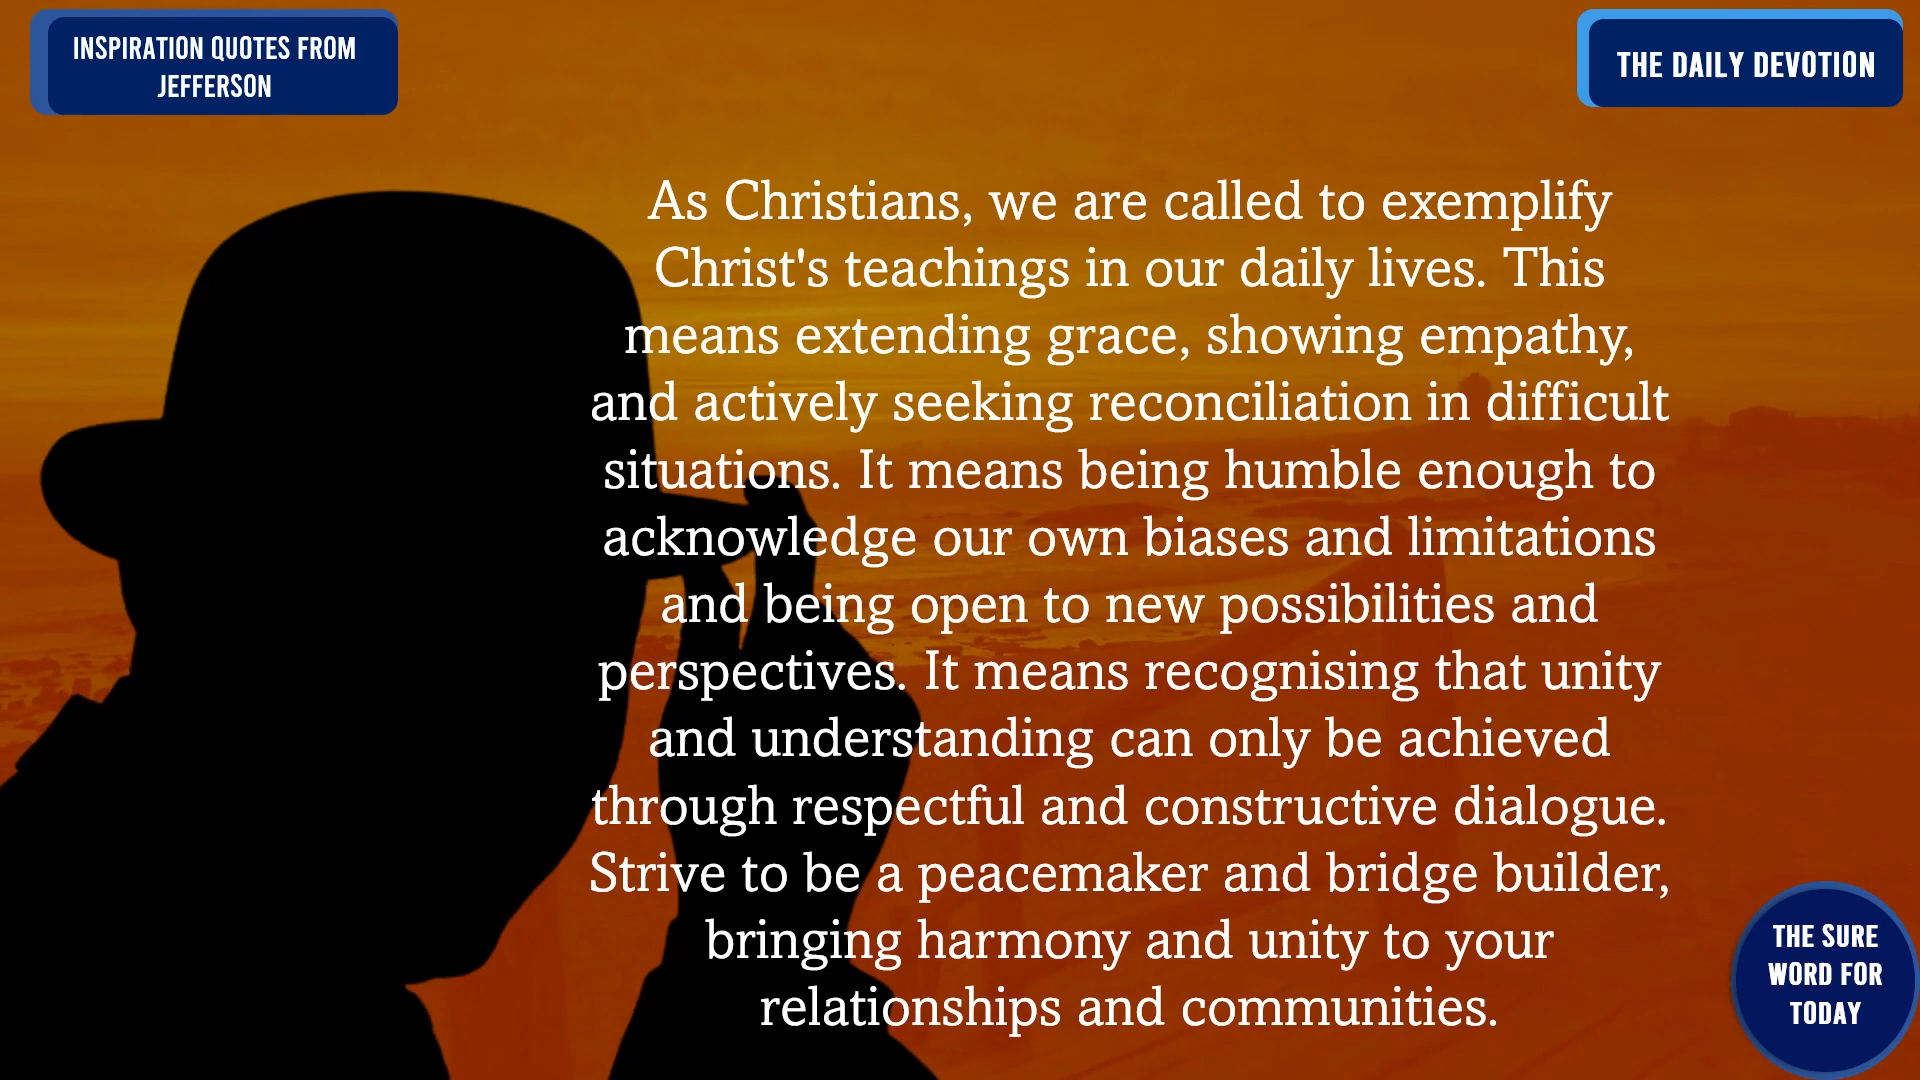 INSPIRATION QUOTES FROM
JEFFERSON
THE DAILY DEVOTION
As Christians, we are called to exemplify
Christ's teachings in our daily lives. This
means extending grace, showing empathy,
and actively seeking reconciliation in difficult
situations. It means being humble enough to
acknowledge our own biases and limitations
and being open to new possibilities and
perspectives. It means recognising that unity
and understanding can only be achieved
through respectful and constructive dialogue.
Strive to be a peacemaker and bridge builder,
bringing harmony and unity to your
relationships and communities.
THE SURE
WORD FOR
TODAY